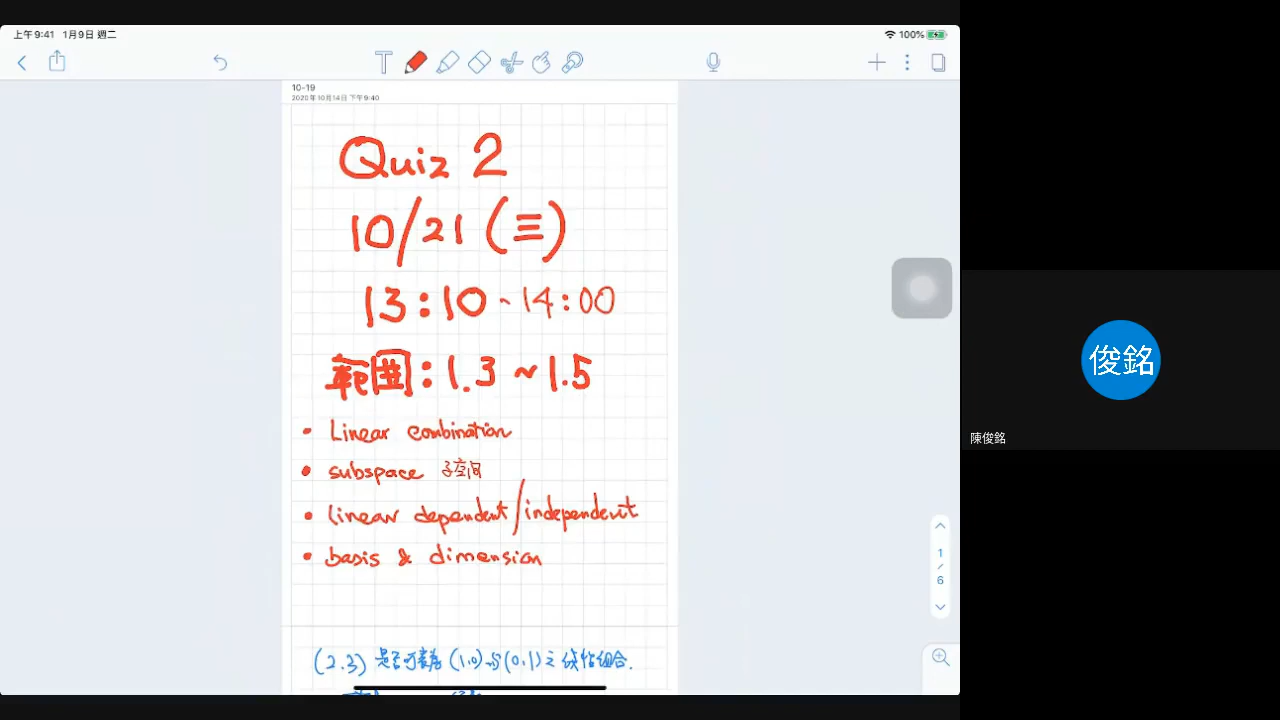 上午9:41 1月9日 週二
100%
10-19
2020年10月14日 下午9:40
Quiz 2
10/21 (三)
13:10 ~ 14:00
範圍: 1.3 ~ 1.5
• Linear combination
• subspace 子空间
• linear dependent/independent
• basis & dimension
(2.3) 是否可表為 (1.0) 与 (0.1) 之 线性组合.
1
/
6
俊銘
陳俊銘